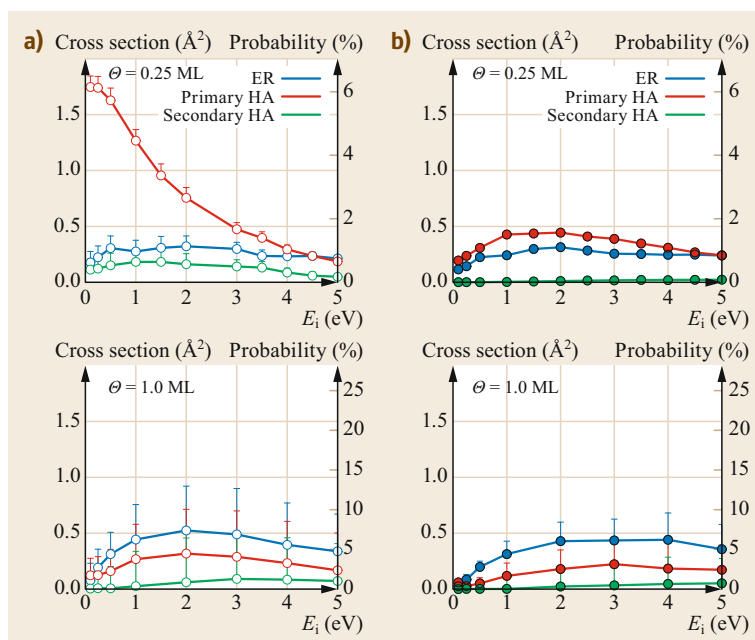 a) Cross section (Å²) Probability (%)
Θ = 0.25 ML
ER
Primary HA
Secondary HA
1.5
1.0
0.5
0.0
6
4
2
0
0 1 2 3 4 5
E_i (eV)
b) Cross section (Å²) Probability (%)
Θ = 0.25 ML
ER
Primary HA
Secondary HA
1.5
1.0
0.5
0.0
6
4
2
0
0 1 2 3 4 5
E_i (eV)
Cross section (Å²) Probability (%)
Θ = 1.0 ML
1.5
1.0
0.5
0.0
25
20
15
10
5
0
0 1 2 3 4 5
E_i (eV)
Cross section (Å²) Probability (%)
Θ = 1.0 ML
1.5
1.0
0.5
0.0
25
20
15
10
5
0
0 1 2 3 4 5
E_i (eV)